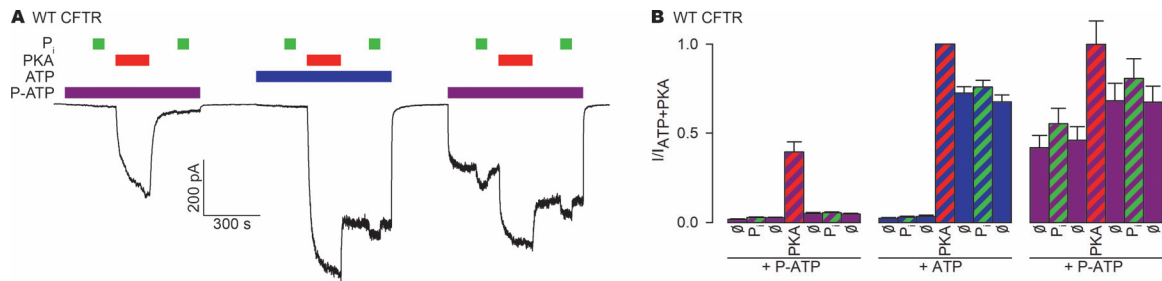 A WT CFTR
Pi
PKA
ATP
P-ATP
200 pA
300 s
B WT CFTR
I/I ATP+PKA
1.0
0.5
0.0
Ø Pi Ø PKA Ø Pi Ø
Ø Pi Ø PKA Ø Pi Ø
Ø Pi Ø PKA Ø Pi Ø
+ P-ATP
+ ATP
+ P-ATP